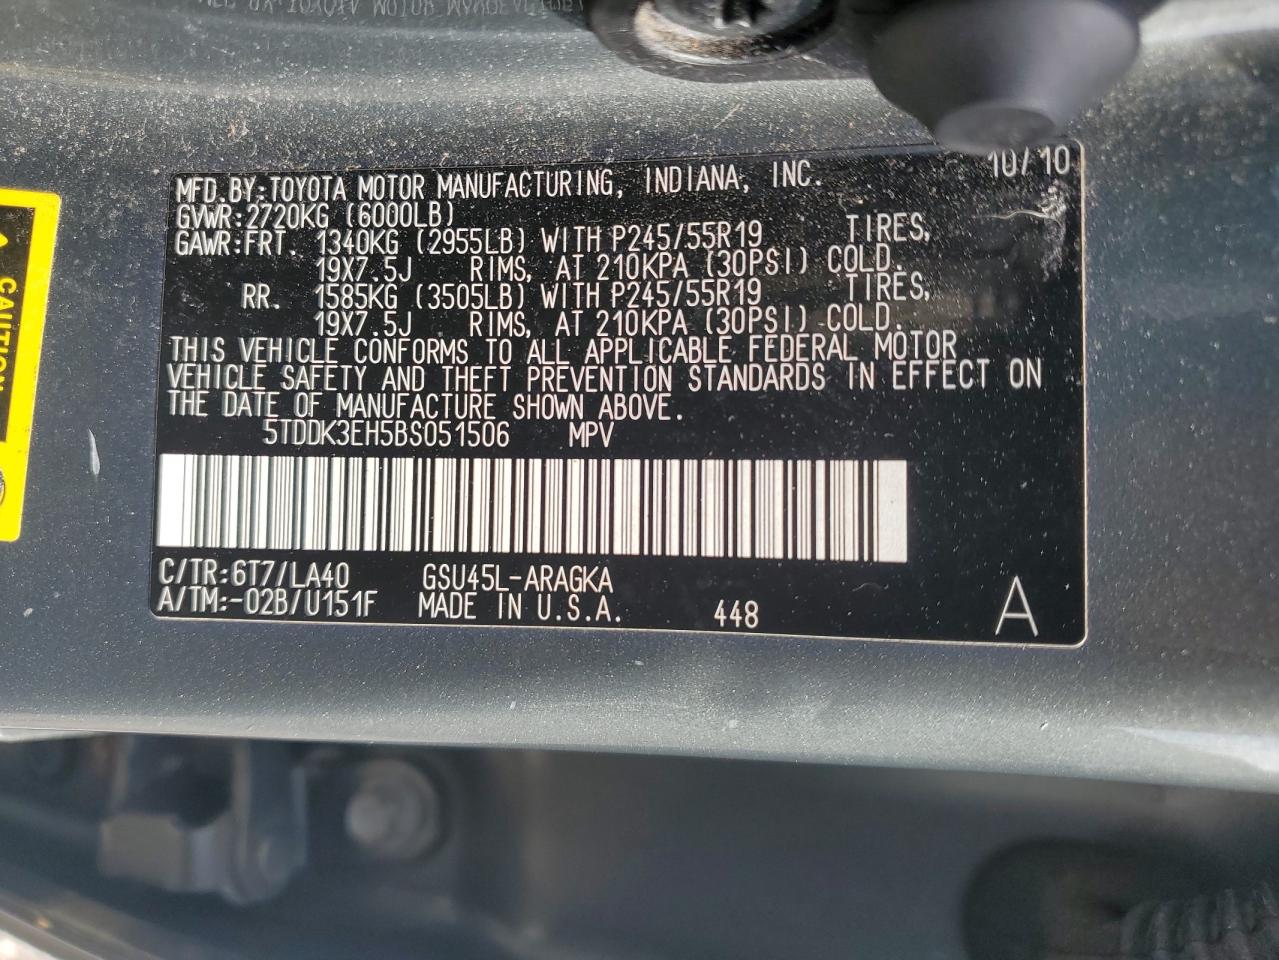 10/10
MFD.BY:TOYOTA MOTOR MANUFACTURING, INDIANA, INC.
GVWR:2720KG (6000LB)
GAWR:FRT. 1340KG (2955LB) WITH P245/55R19 TIRES,
19X7.5J RIMS, AT 210KPA (30PSI) COLD.
RR. 1585KG (3505LB) WITH P245/55R19 TIRES,
19X7.5J RIMS, AT 210KPA (30PSI) COLD.
THIS VEHICLE CONFORMS TO ALL APPLICABLE FEDERAL MOTOR
VEHICLE SAFETY AND THEFT PREVENTION STANDARDS IN EFFECT ON
THE DATE OF MANUFACTURE SHOWN ABOVE.
5TDDK3EH5BS051506 MPV
C/TR:6T7/LA40 GSU45L-ARAGKA
A/TM:-02B/U151F MADE IN U.S.A. 448 A
CAUTION